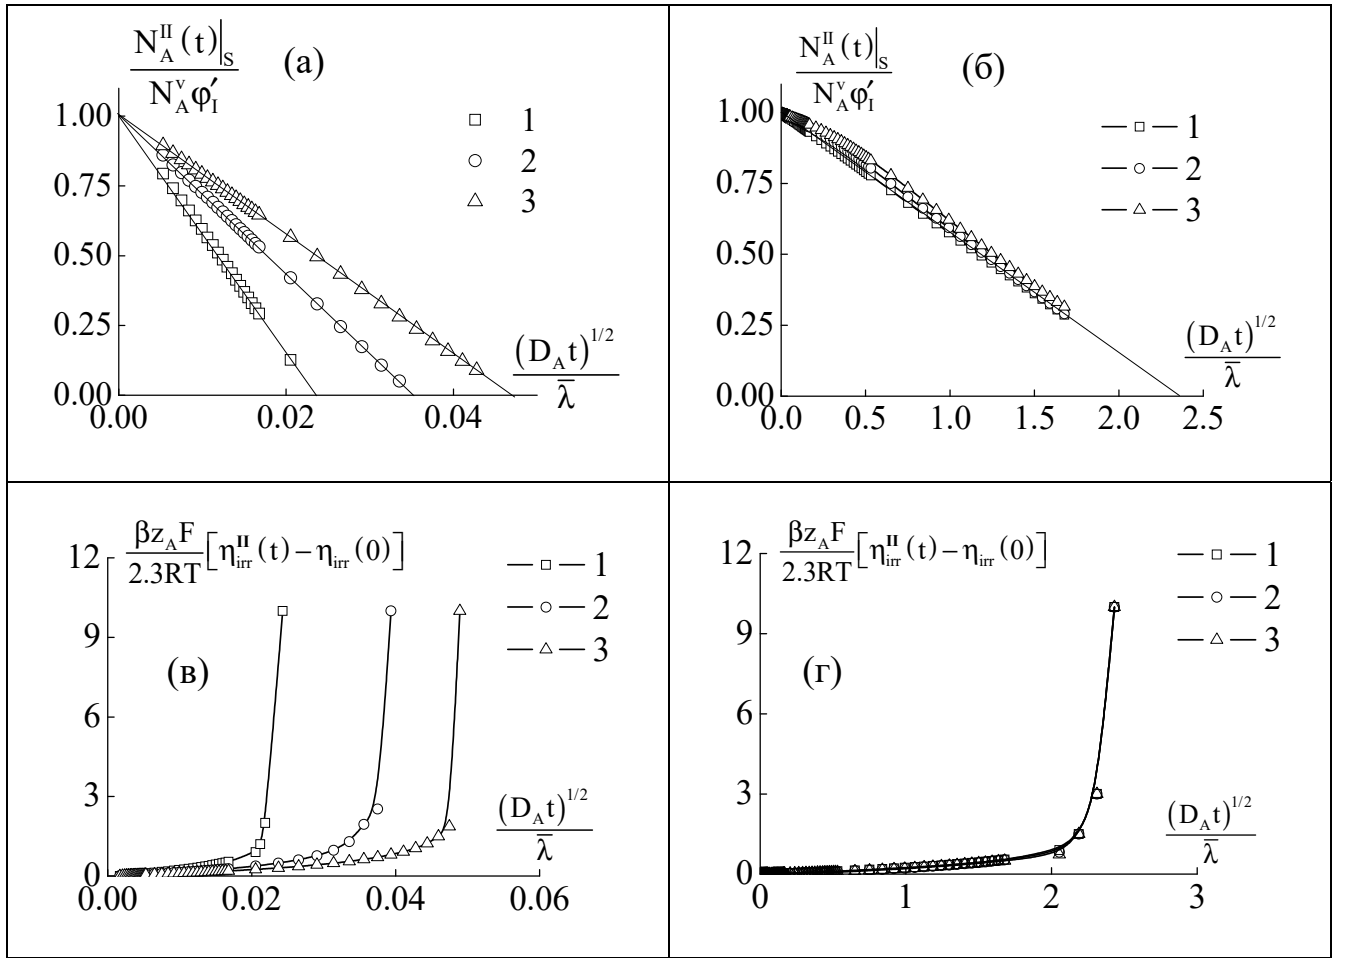 N_A^II(t)|_S / N_A^v φ′_I
(а)
1.00
0.75
0.50
0.25
0.00
0.00 0.02 0.04
1
2
3
(D_A t)^1/2 / λ̄
N_A^II(t)|_S / N_A^v φ′_I
(б)
1.00
0.75
0.50
0.25
0.00
0.0 0.5 1.0 1.5 2.0 2.5
1
2
3
(D_A t)^1/2 / λ̄
βz_A F / 2.3RT [η_irr^II(t) − η_irr(0)]
(в)
12
9
6
3
0
0.00 0.02 0.04 0.06
1
2
3
(D_A t)^1/2 / λ̄
βz_A F / 2.3RT [η_irr^II(t) − η_irr(0)]
(г)
12
9
6
3
0
0 1 2 3
1
2
3
(D_A t)^1/2 / λ̄